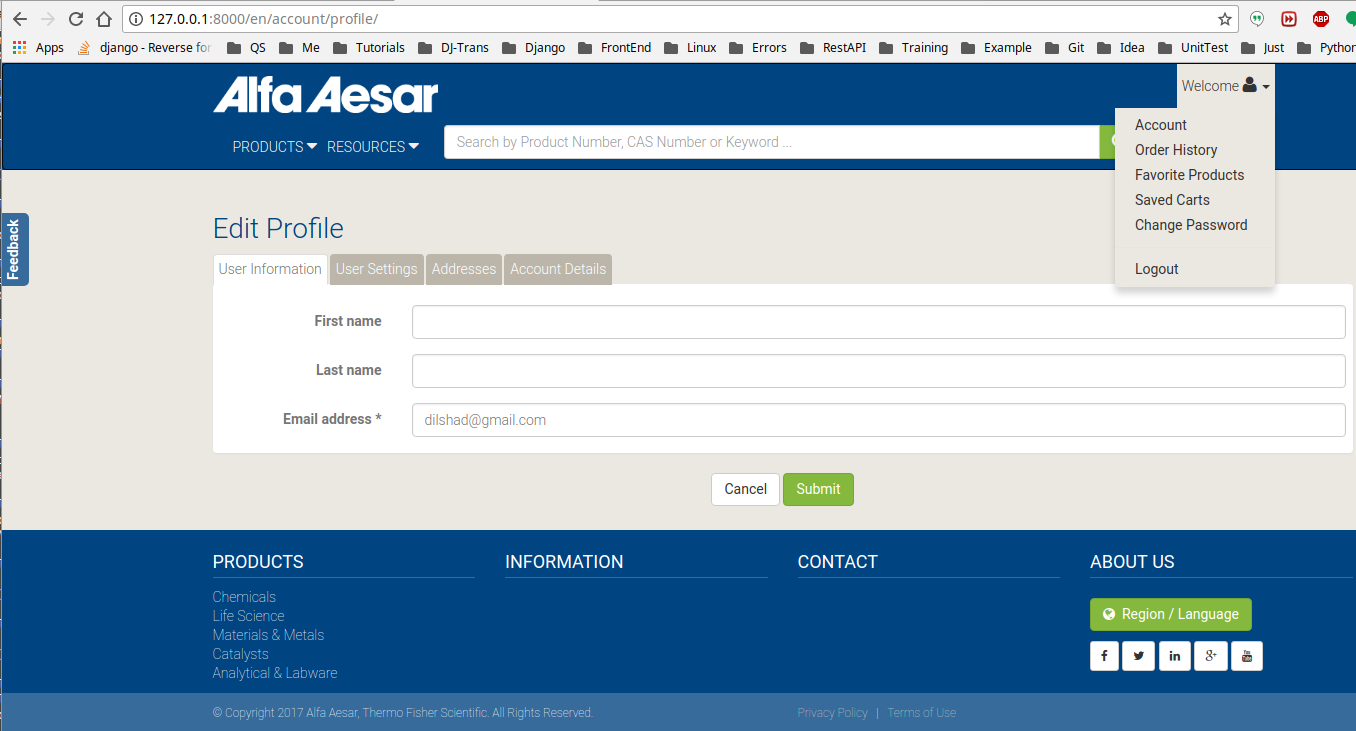 127.0.0.1:8000/en/account/profile/
ABP
Apps django - Reverse for QS Me Tutorials DJ-Trans Django FrontEnd Linux Errors RestAPI Training Example Git Idea UnitTest Just Python
Alfa Aesar
Welcome
PRODUCTS RESOURCES
Search by Product Number, CAS Number or Keyword ...
Account
Order History
Favorite Products
Saved Carts
Change Password
Logout
Feedback
Edit Profile
User Information User Settings Addresses Account Details
First name
Last name
Email address * dilshad@gmail.com
Cancel Submit
PRODUCTS INFORMATION CONTACT ABOUT US
Chemicals
Life Science
Materials & Metals
Catalysts
Analytical & Labware
Region / Language
© Copyright 2017 Alfa Aesar, Thermo Fisher Scientific. All Rights Reserved. Privacy Policy | Terms of Use